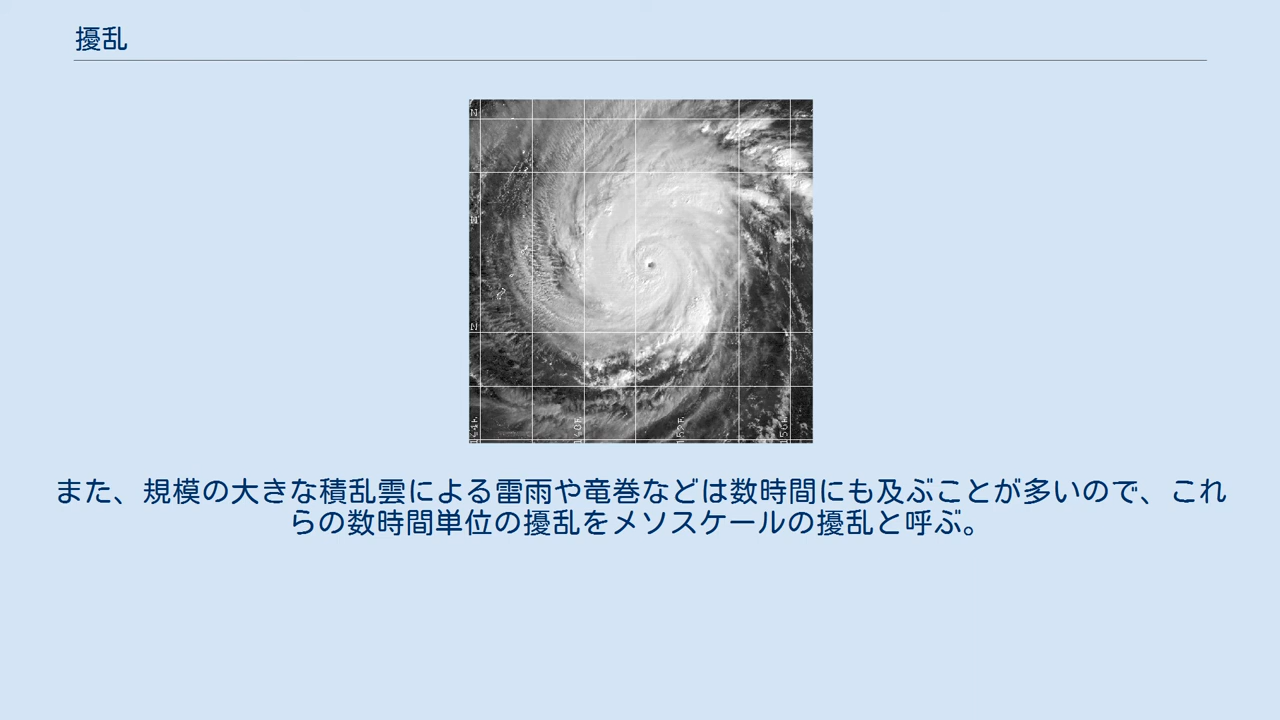 擾乱
また、規模の大きな積乱雲による雷雨や竜巻などは数時間にも及ぶことが多いので、これ
らの数時間単位の擾乱をメソスケールの擾乱と呼ぶ。